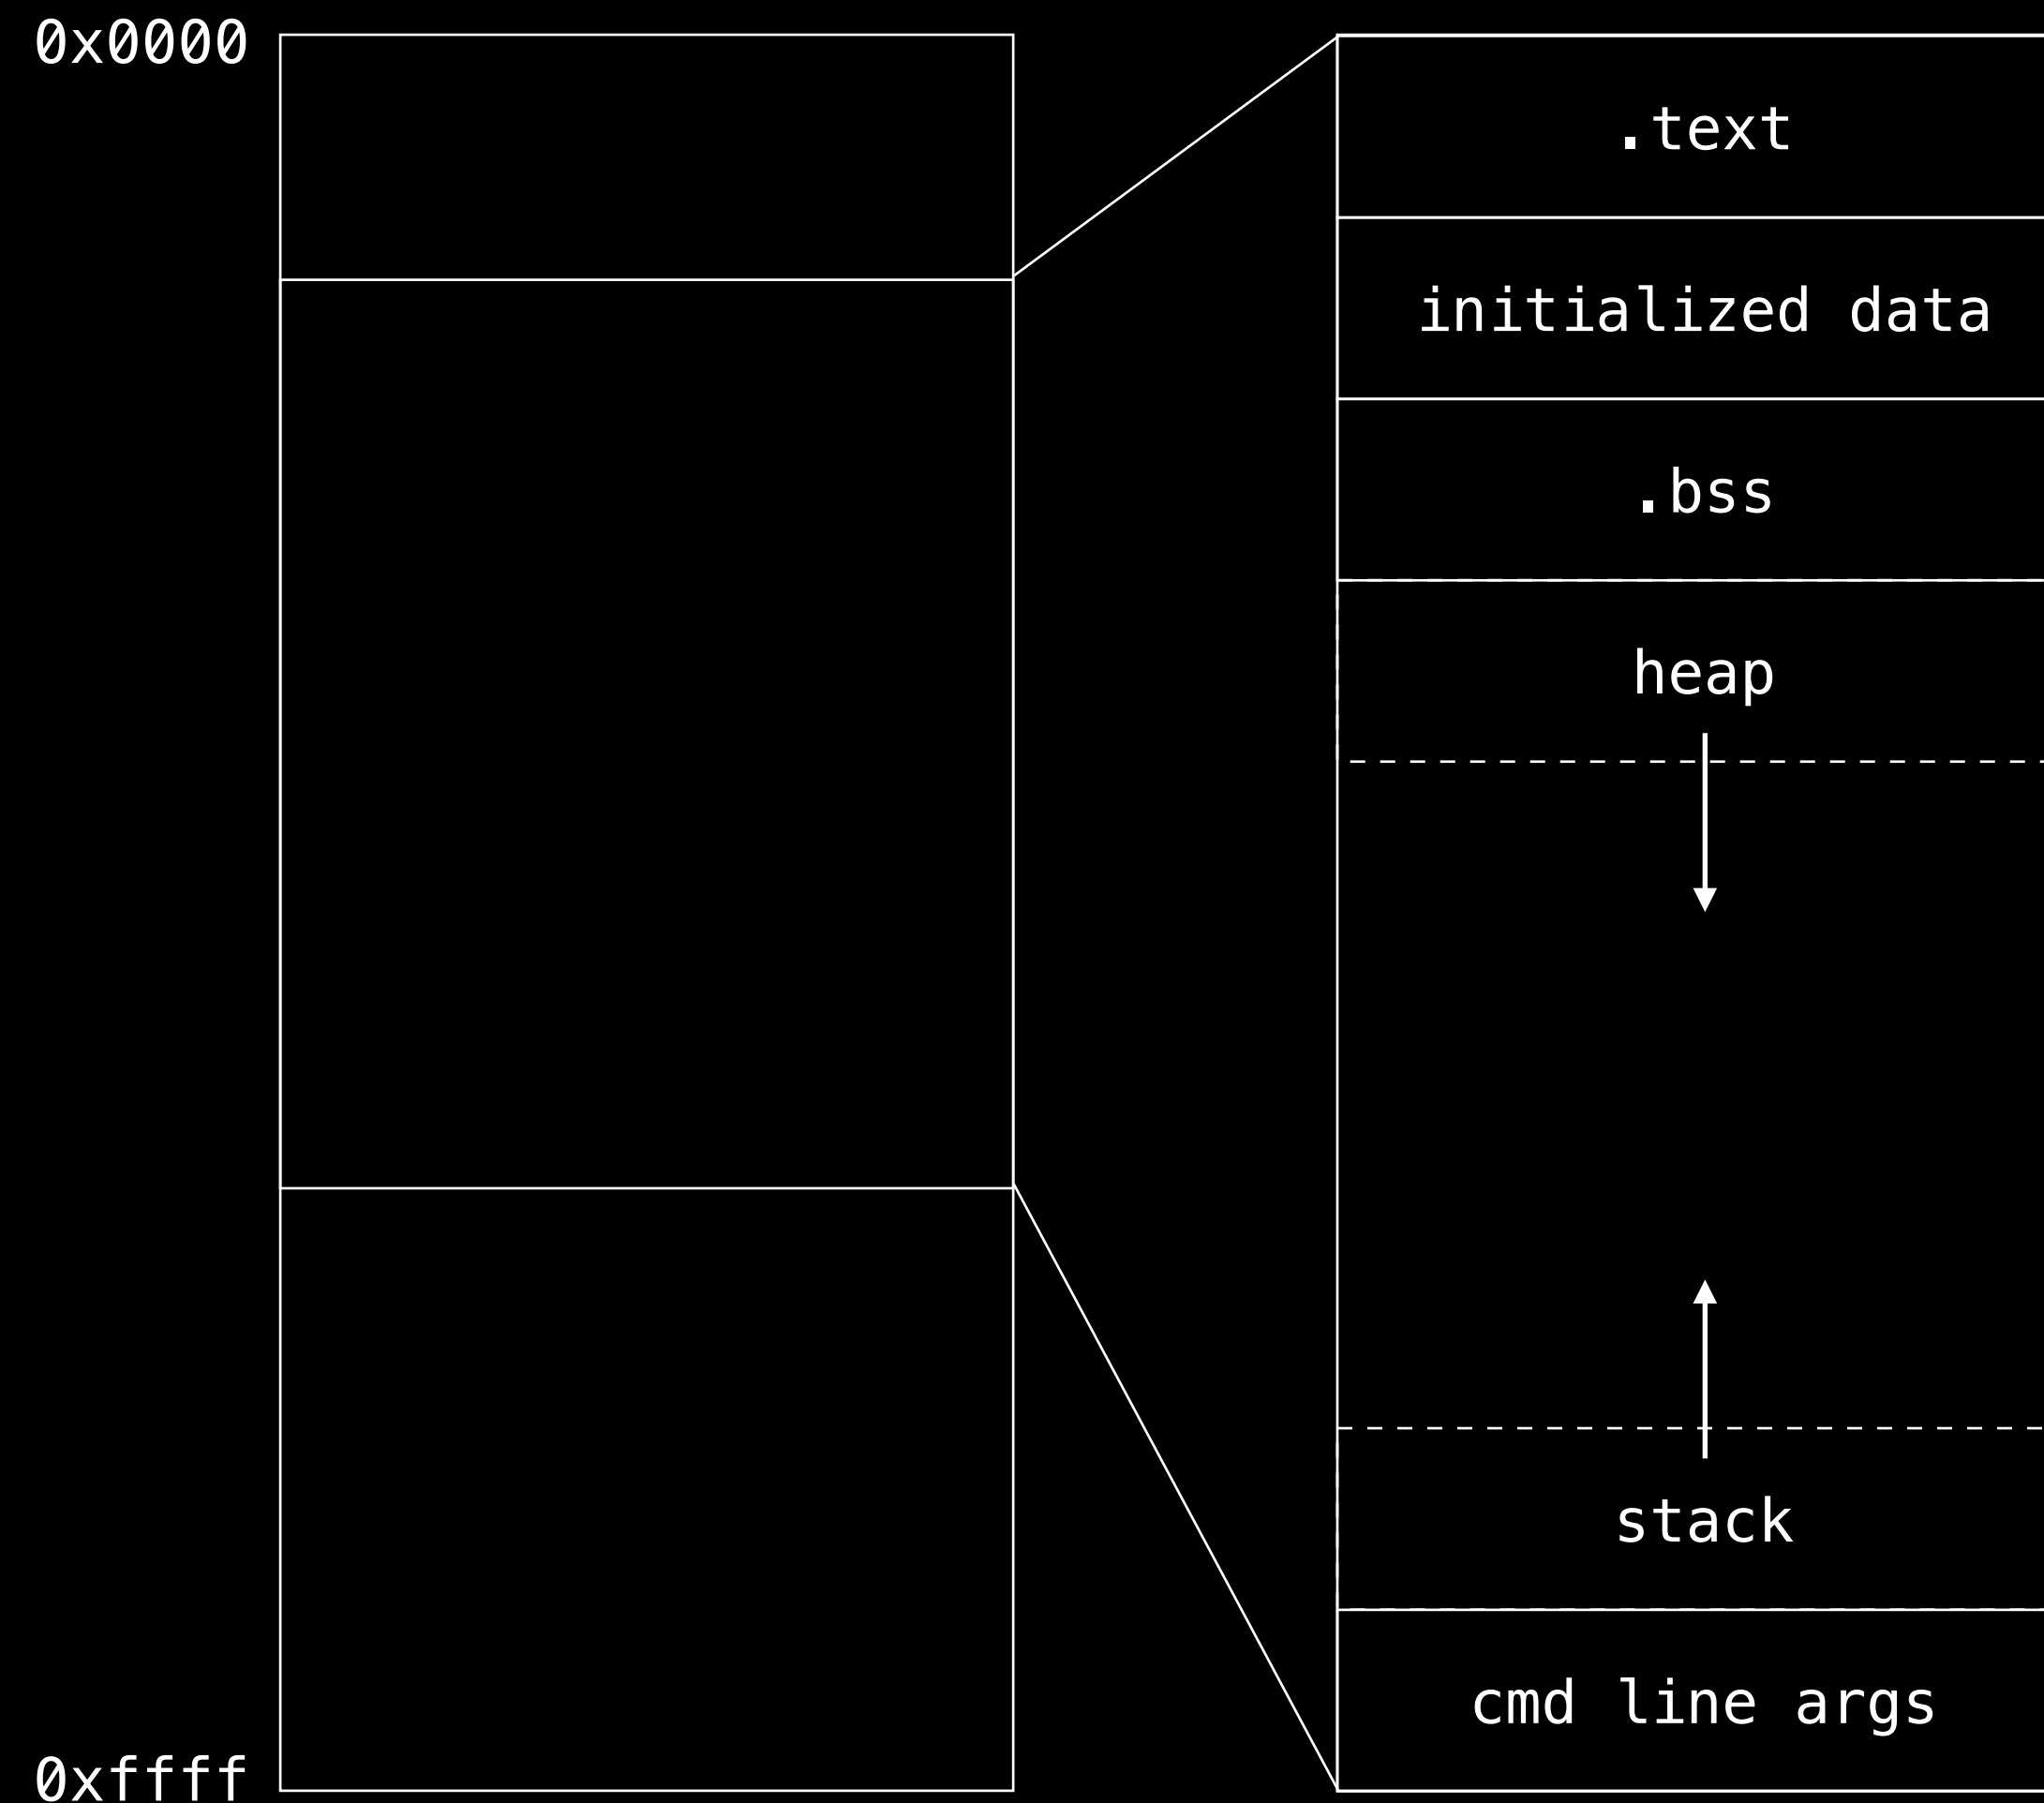 0x0000
.text
initialized data
.bss
heap
stack
cmd line args
0xffff